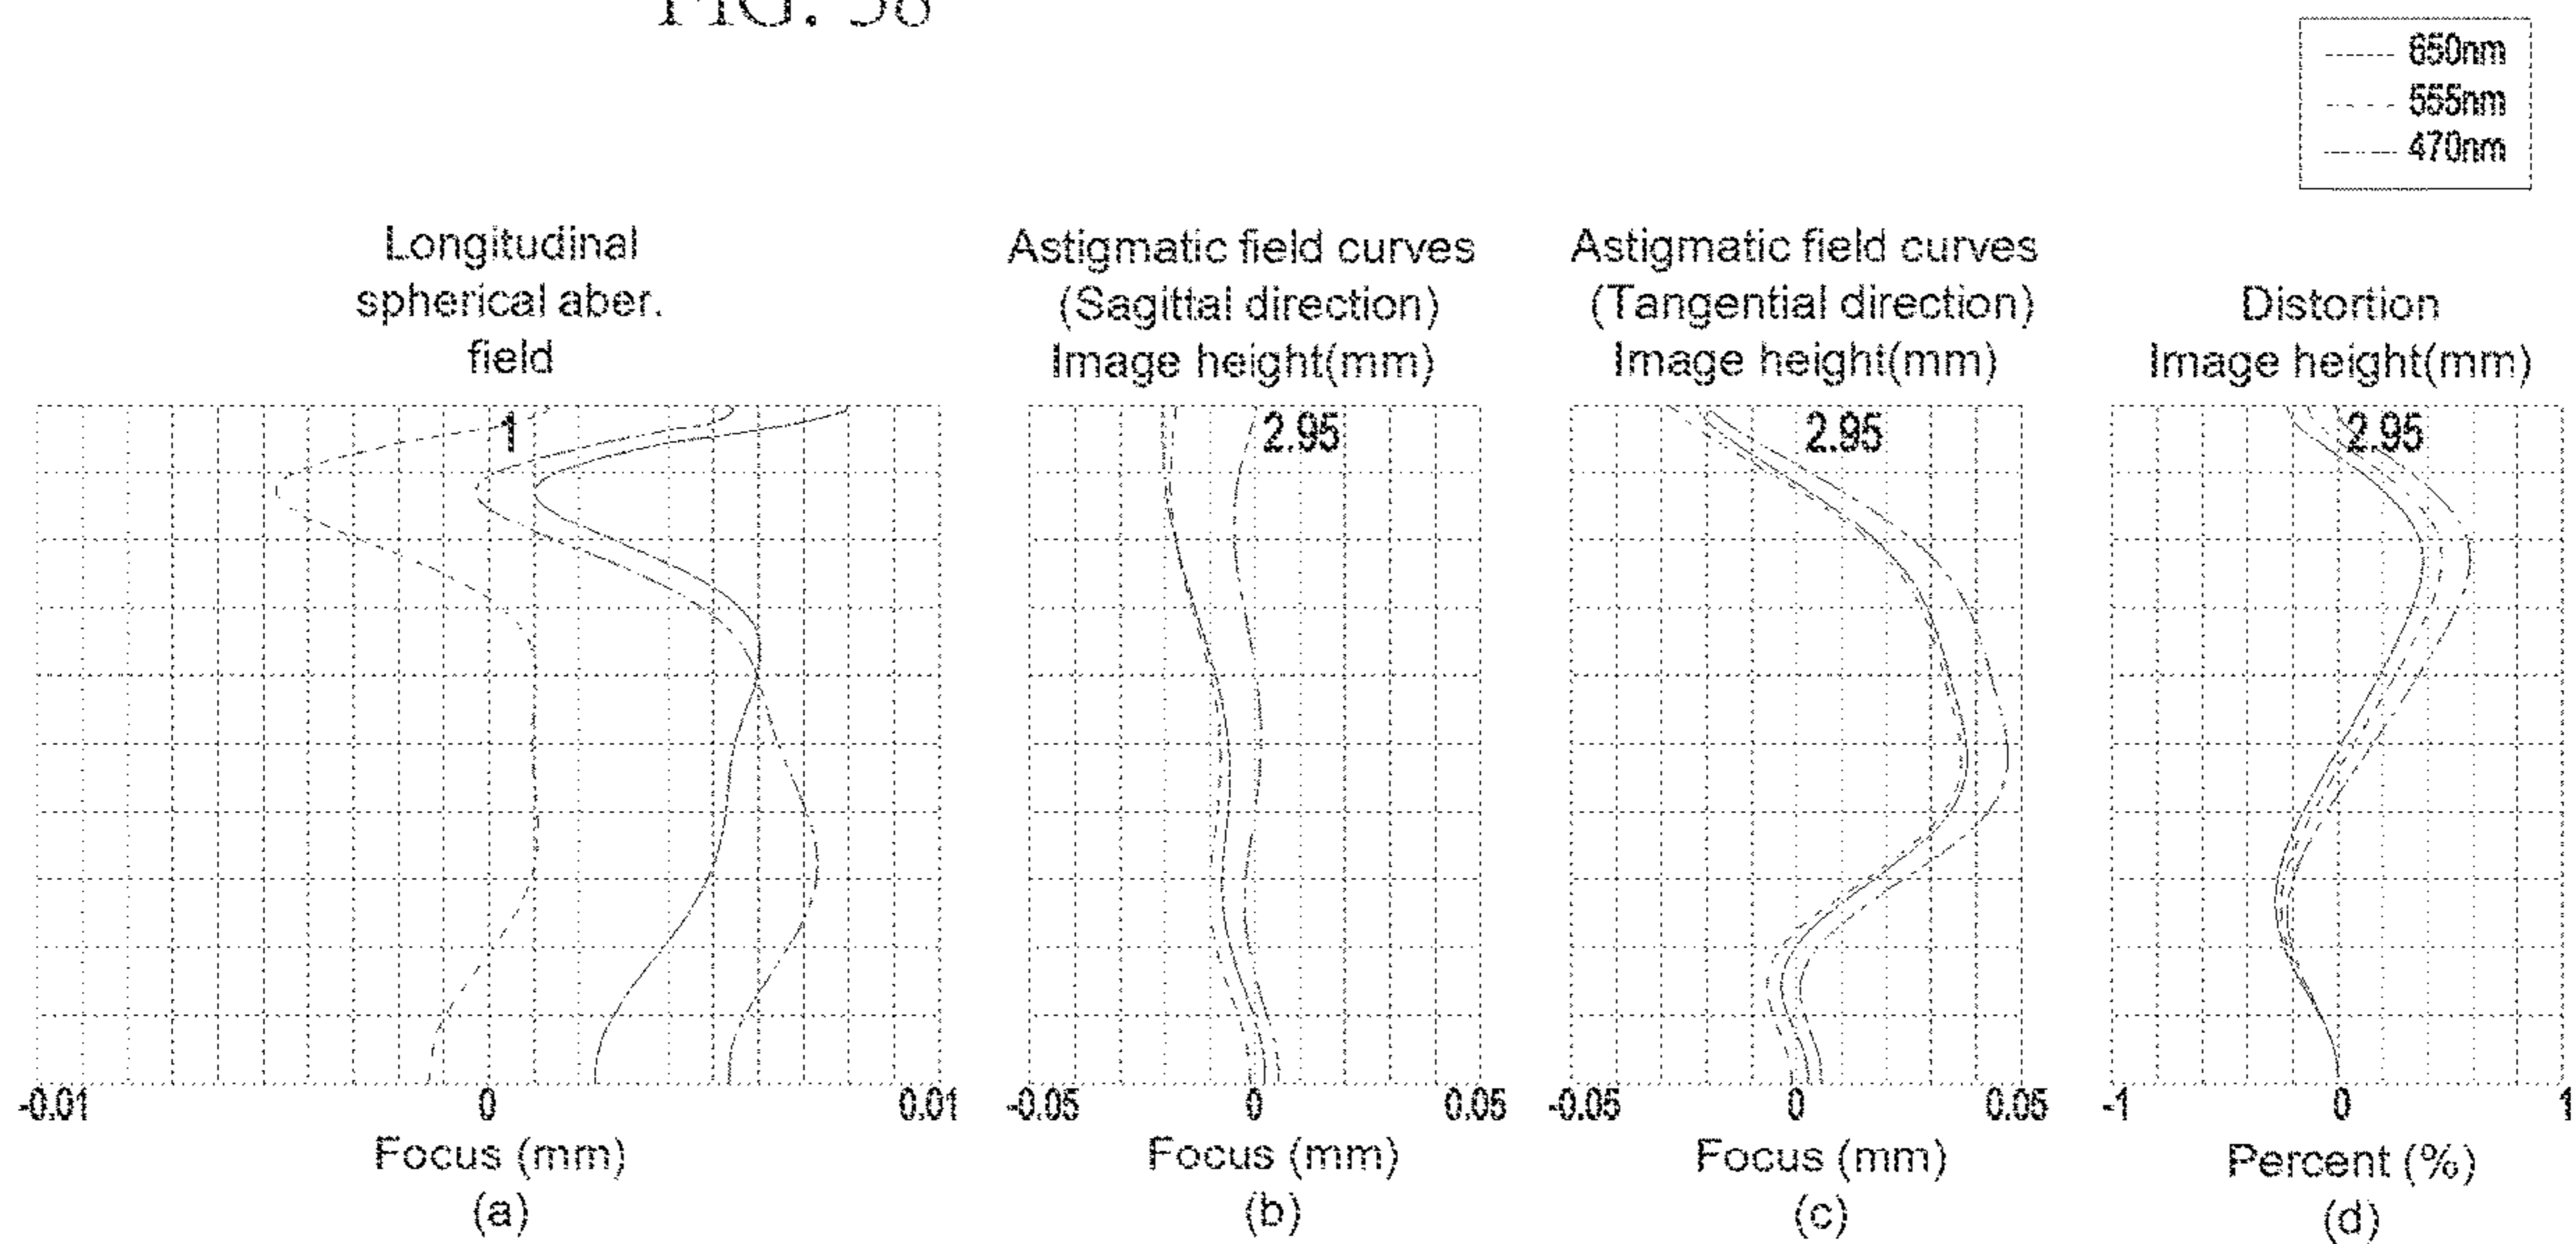 FIG. 38
650nm
555nm
470nm
Longitudinal
spherical aber.
field
Astigmatic field curves
(Sagittal direction)
Image height(mm)
Astigmatic field curves
(Tangential direction)
Image height(mm)
Distortion
Image height(mm)
1
2.95
2.95
2.95
-0.01 0 0.01
-0.05 0 0.05
-0.05 0 0.05
-1 0 1
Focus (mm)
(a)
Focus (mm)
(b)
Focus (mm)
(c)
Percent (%)
(d)